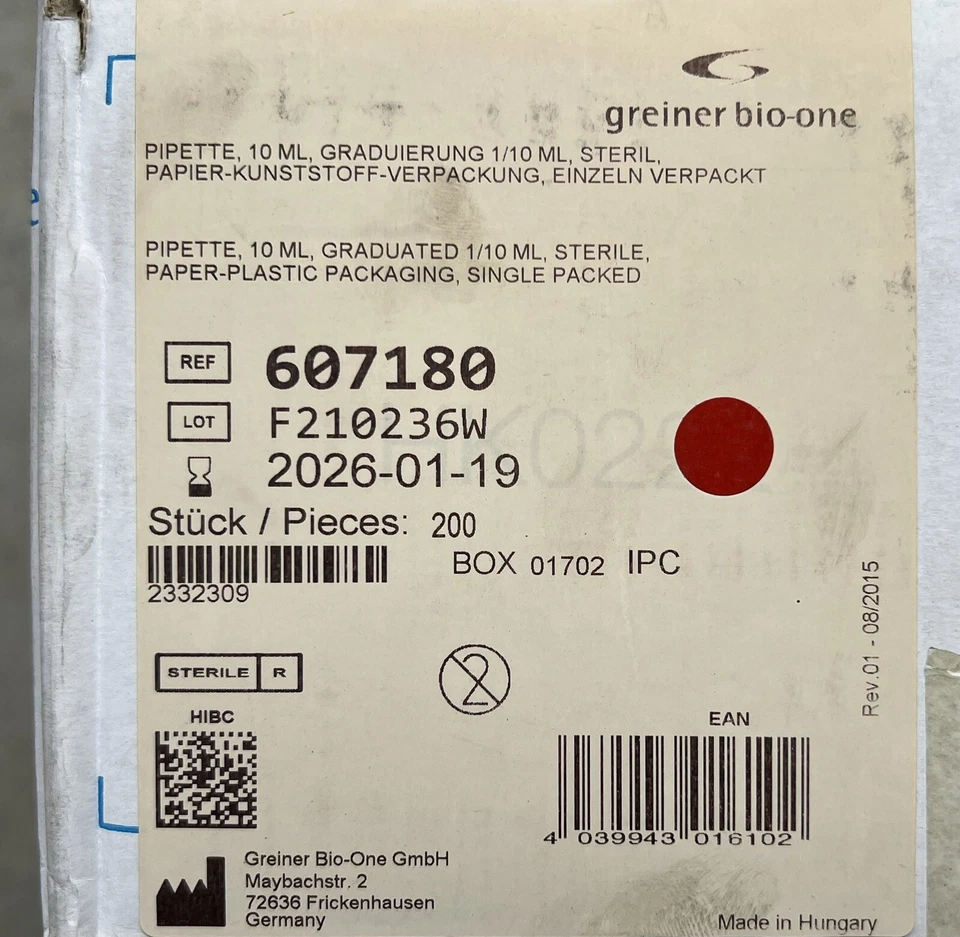 greiner bio-one
PIPETTE, 10 ML, GRADUIERUNG 1/10 ML, STERIL,
PAPIER-KUNSTSTOFF-VERPACKUNG, EINZELN VERPACKT
PIPETTE, 10 ML, GRADUATED 1/10 ML, STERILE,
PAPER-PLASTIC PACKAGING, SINGLE PACKED
REF 607180
LOT F210236W
2026-01-19
Stück / Pieces: 200
BOX 01702 IPC
2332309
Rev.01 - 08/2015
STERILE R
2
HIBC
EAN
4 039943 016102
Greiner Bio-One GmbH
Maybachstr. 2
72636 Frickenhausen
Germany
Made in Hungary